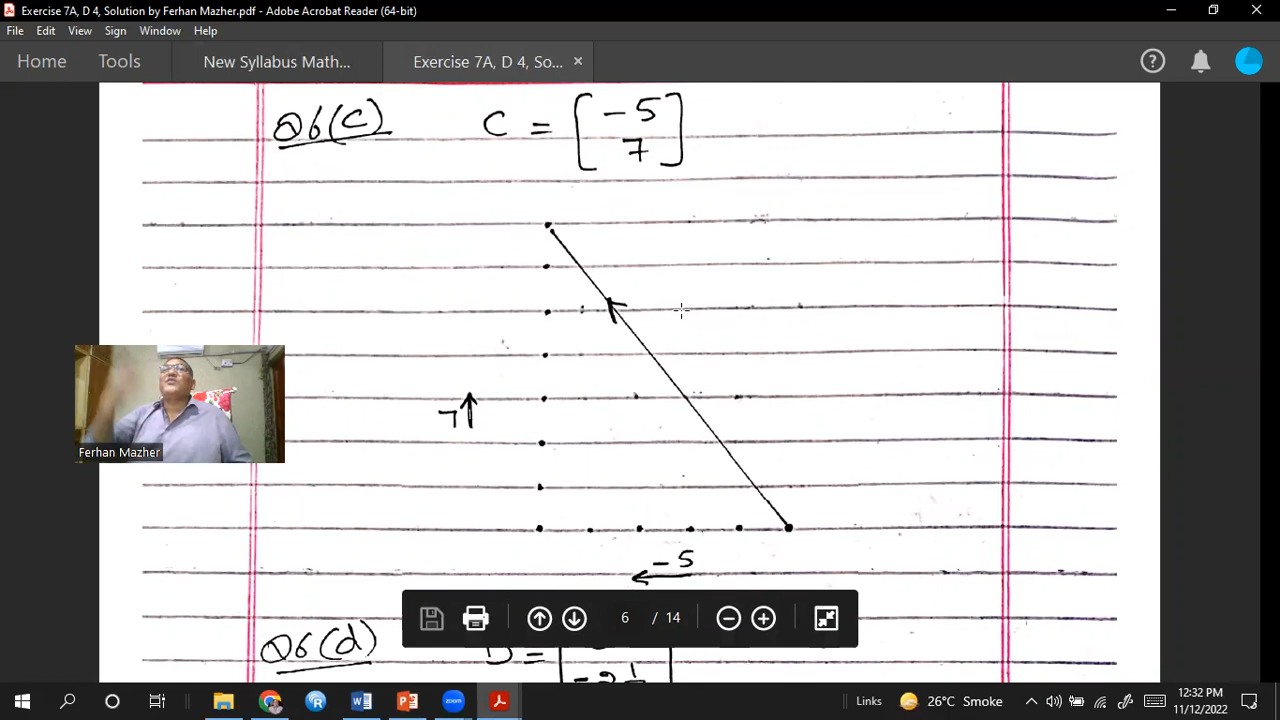 Exercise 7A, D 4, Solution by Ferhan Mazher.pdf - Adobe Acrobat Reader (64-bit)
File Edit View Sign Window Help
Home Tools New Syllabus Math... Exercise 7A, D 4, So...
Q6(C) C = [-5
7]
Ferhan Mazher
7
-5
6 / 14
Q6(d) D =
Links 26°C Smoke 12:32 PM
11/12/2022